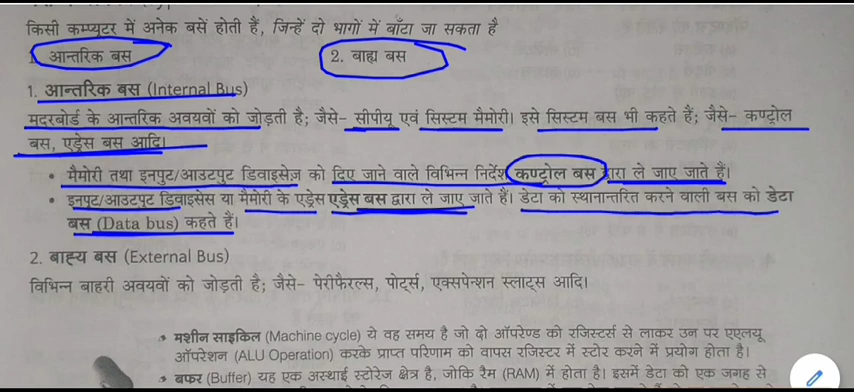 किसी कम्प्यूटर में अनेक बसें होती हैं, जिन्हें दो भागों में बाँटा जा सकता है
1. आन्तरिक बस 2. बाह्य बस
1. आन्तरिक बस (Internal Bus)
मदरबोर्ड के आन्तरिक अवयवों को जोड़ती है; जैसे- सीपीयू एवं सिस्टम मैमोरी। इसे सिस्टम बस भी कहते हैं; जैसे- कण्ट्रोल
बस, एड्रेस बस आदि।
• मैमोरी तथा इनपुट/आउटपुट डिवाइसेज़ को दिए जाने वाले विभिन्न निर्देश कण्ट्रोल बस द्वारा ले जाए जाते हैं।
• इनपुट/आउटपुट डिवाइसेस या मैमोरी के एड्रेस एड्रेस बस द्वारा ले जाए जाते हैं। डेटा को स्थानान्तरित करने वाली बस को डेटा
बस (Data bus) कहते हैं।
2. बाह्य बस (External Bus)
विभिन्न बाहरी अवयवों को जोड़ती है; जैसे- पेरीफैरल्स, पोर्ट्स, एक्सपेन्शन स्लाट्स आदि।
• मशीन साइकिल (Machine cycle) ये वह समय है जो दो ऑपरेण्ड को रजिस्टर्स से लाकर उन पर एएलयू
ऑपरेशन (ALU Operation) करके प्राप्त परिणाम को वापस रजिस्टर में स्टोर करने में प्रयोग होता है।
• बफर (Buffer) यह एक अस्थाई स्टोरेज क्षेत्र है, जोकि रैम (RAM) में होता है। इसमें डेटा को एक जगह से